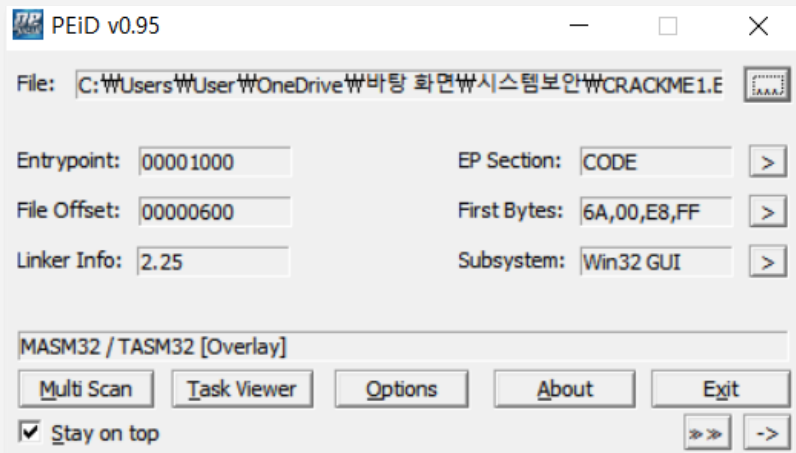 PEiD v0.95
File: C:₩Users₩User₩OneDrive₩바탕 화면₩시스템보안₩CRACKME1.E ...
Entrypoint: 00001000 EP Section: CODE >
File Offset: 00000600 First Bytes: 6A,00,E8,FF >
Linker Info: 2.25 Subsystem: Win32 GUI >
MASM32 / TASM32 [Overlay]
Multi Scan Task Viewer Options About Exit
Stay on top >> >> ->